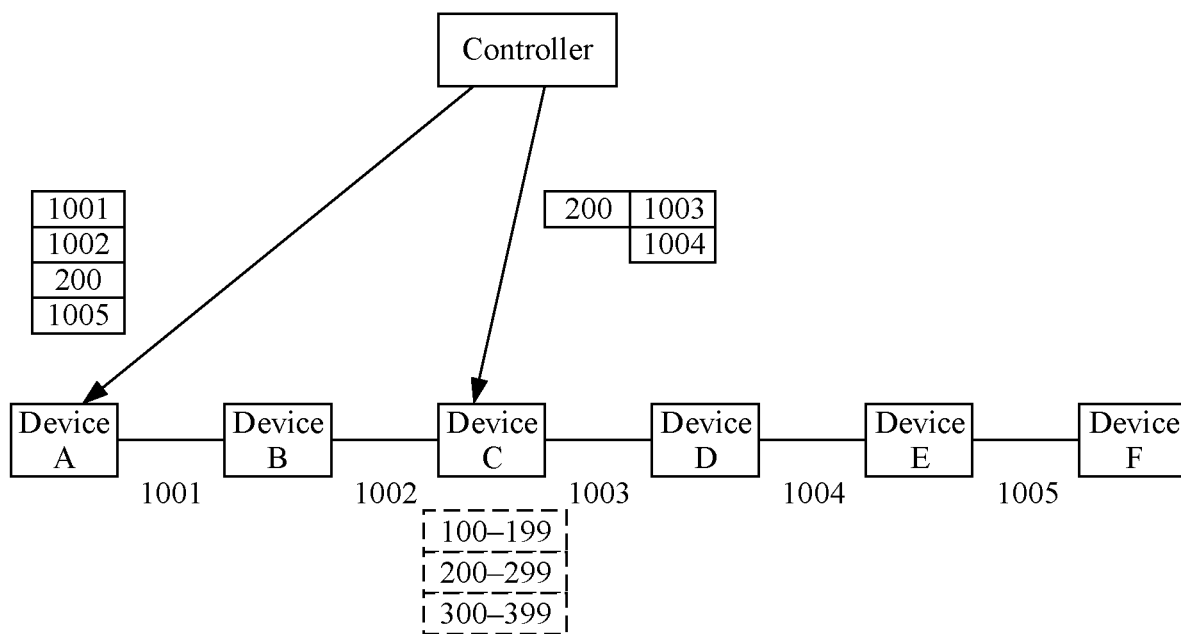 Controller
1001
1002
200
1005
200 1003
1004
Device A
Device B
Device C
Device D
Device E
Device F
1001 1002 1003 1004 1005
100–199
200–299
300–399